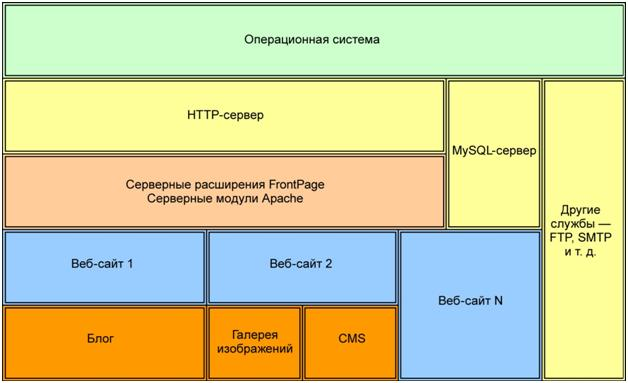 Операционная система
HTTP-сервер
MySQL-сервер
Серверные расширения FrontPage
Серверные модули Apache
Другие
службы —
FTP, SMTP
и т. д.
Веб-сайт 1
Веб-сайт 2
Веб-сайт N
Блог
Галерея
изображений
CMS